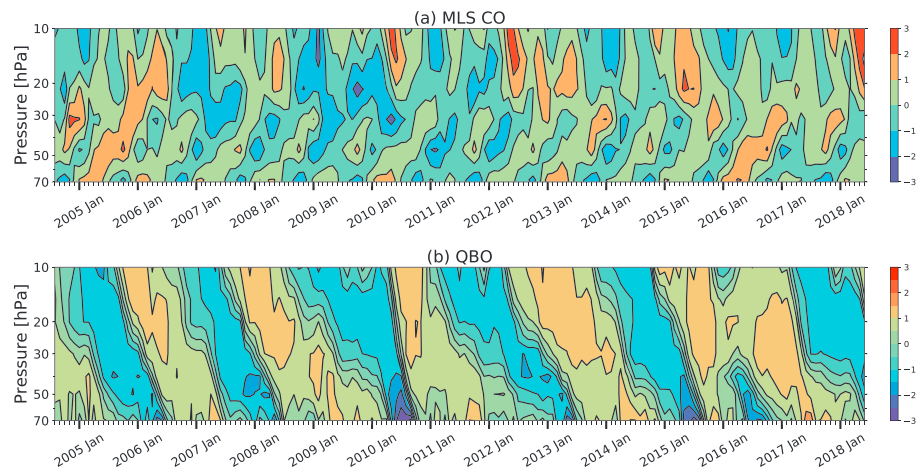 (a) MLS CO
Pressure [hPa]
10
20
30
50
70
2005 Jan
2006 Jan
2007 Jan
2008 Jan
2009 Jan
2010 Jan
2011 Jan
2012 Jan
2013 Jan
2014 Jan
2015 Jan
2016 Jan
2017 Jan
2018 Jan
3
2
1
0
−1
−2
−3
(b) QBO
Pressure [hPa]
10
20
30
50
70
2005 Jan
2006 Jan
2007 Jan
2008 Jan
2009 Jan
2010 Jan
2011 Jan
2012 Jan
2013 Jan
2014 Jan
2015 Jan
2016 Jan
2017 Jan
2018 Jan
3
2
1
0
−1
−2
−3